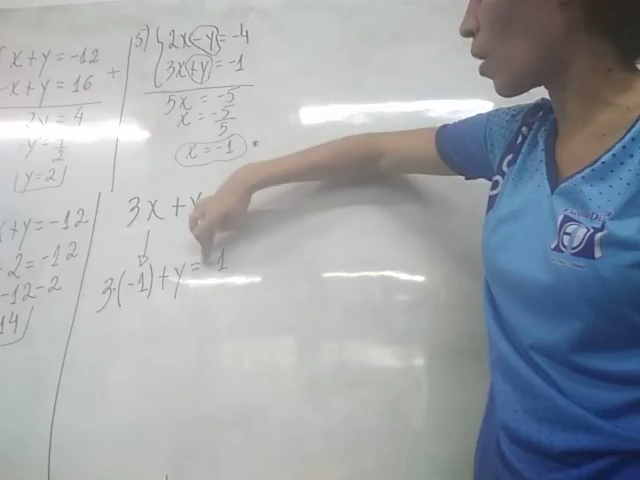 x+y=-12
-x+y=16 +
2y=4
y=4/2
y=2
x+y=-12
2=-12
-12-2
14
5) 2x-y=-4
3x+y=-1
5x=-5
x=-5/5
x=-1
3x+y
3·(-1)+y=1